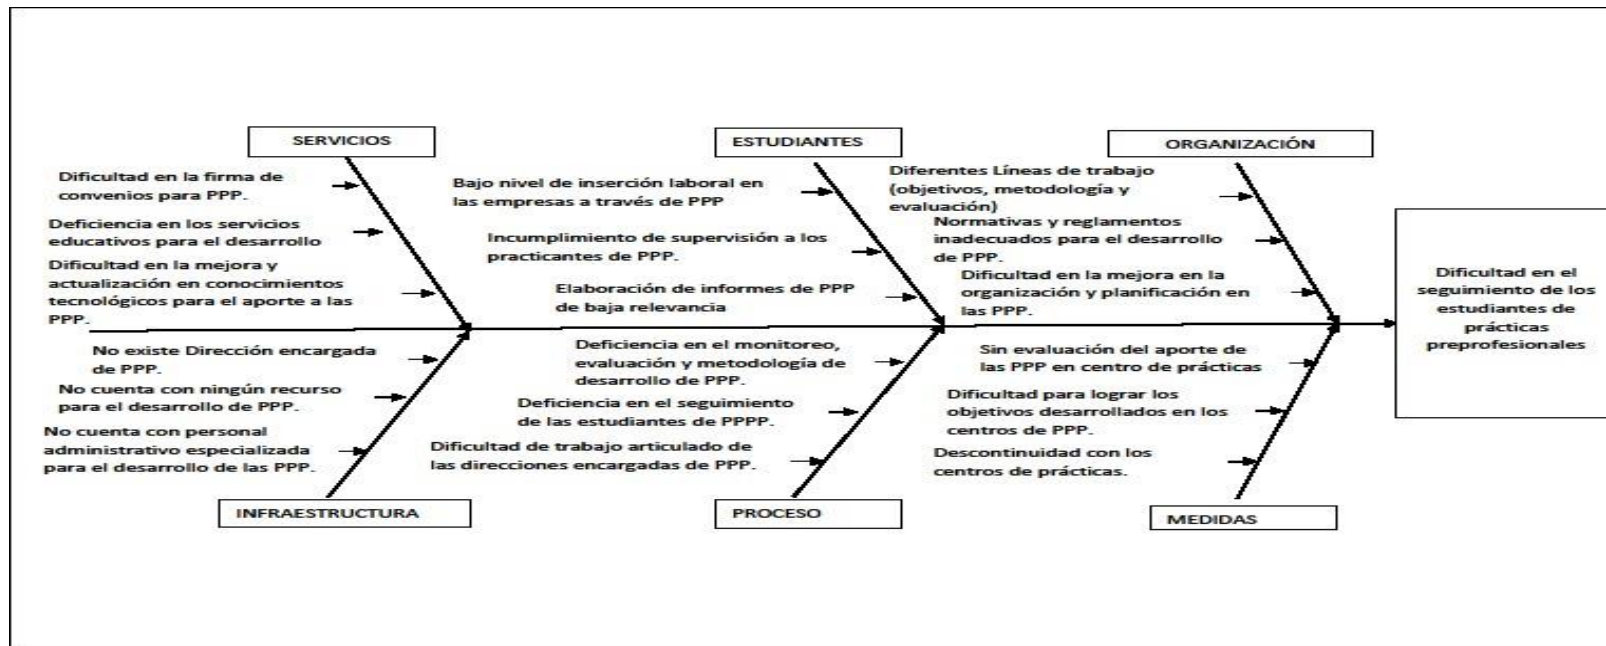 SERVICIOS
Dificultad en la firma de
convenios para PPP.
Deficiencia en los servicios
educativos para el desarrollo
Dificultad en la mejora y
actualización en conocimientos
tecnológicos para el aporte a las
PPP.
ESTUDIANTES
Bajo nivel de inserción laboral en
las empresas a través de PPP
Incumplimiento de supervisión a los
practicantes de PPP.
Elaboración de informes de PPP
de baja relevancia
ORGANIZACIÓN
Diferentes Líneas de trabajo
(objetivos, metodología y
evaluación)
Normativas y reglamentos
inadecuados para el desarrollo
de PPP.
Dificultad en la mejora en la
organización y planificación en
las PPP.
Dificultad en el
seguimiento de los
estudiantes de
prácticas
preprofesionales
No existe Dirección encargada
de PPP.
No cuenta con ningún recurso
para el desarrollo de PPP.
No cuenta con personal
administrativo especializada
para el desarrollo de las PPP.
INFRAESTRUCTURA
Deficiencia en el monitoreo,
evaluación y metodología de
desarrollo de PPP.
Deficiencia en el seguimiento
de las estudiantes de PPPP.
Dificultad de trabajo articulado de
las direcciones encargadas de PPP.
PROCESO
Sin evaluación del aporte de
las PPP en centro de prácticas
Dificultad para lograr los
objetivos desarrollados en los
centros de PPP.
Descontinuidad con los
centros de prácticas.
MEDIDAS